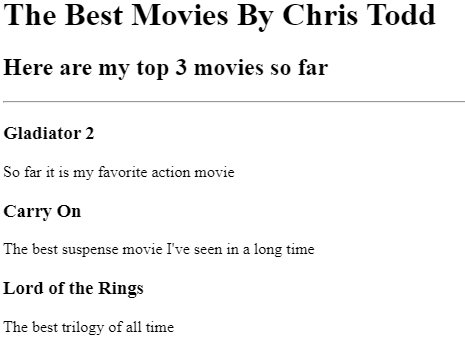 The Best Movies By Chris Todd
Here are my top 3 movies so far
Gladiator 2
So far it is my favorite action movie
Carry On
The best suspense movie I've seen in a long time
Lord of the Rings
The best trilogy of all time